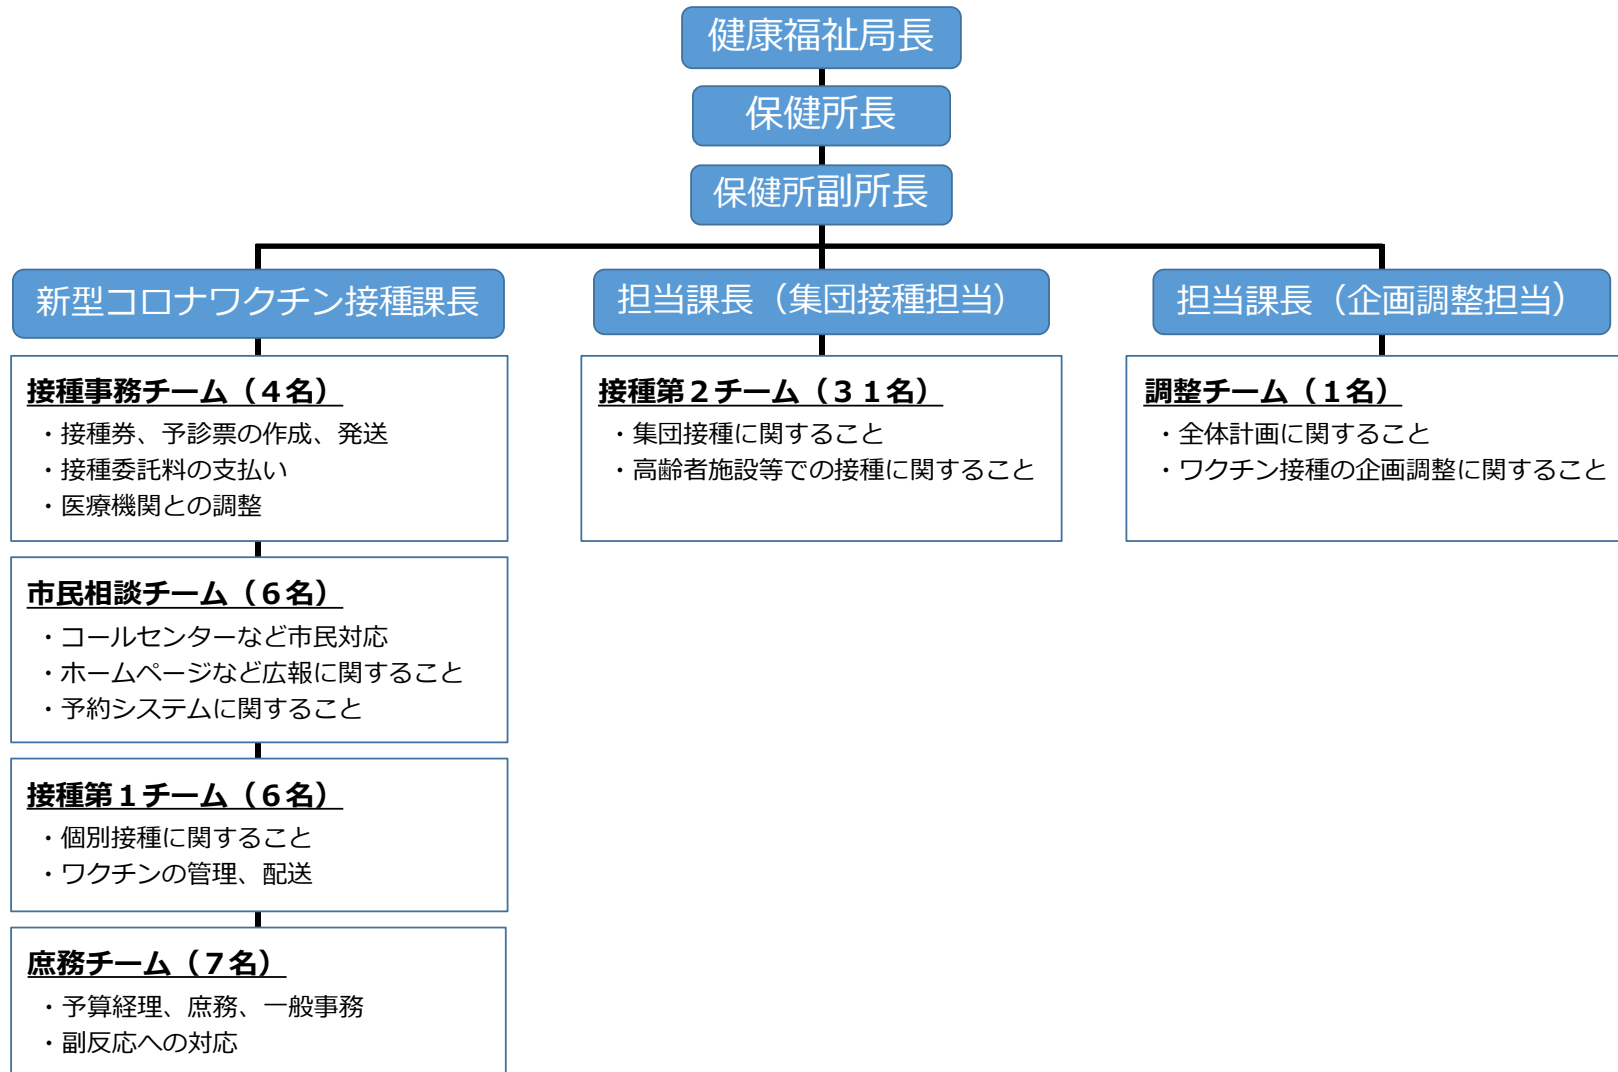 健康福祉局長
保健所長
保健所副所長
新型コロナワクチン接種課長
担当課長（集団接種担当）
担当課長（企画調整担当）
接種事務チーム（４名）
・接種券、予診票の作成、発送
・接種委託料の支払い
・医療機関との調整
市民相談チーム（６名）
・コールセンターなど市民対応
・ホームページなど広報に関すること
・予約システムに関すること
接種第１チーム（６名）
・個別接種に関すること
・ワクチンの管理、配送
庶務チーム（７名）
・予算経理、庶務、一般事務
・副反応への対応
接種第２チーム（３１名）
・集団接種に関すること
・高齢者施設等での接種に関すること
調整チーム（１名）
・全体計画に関すること
・ワクチン接種の企画調整に関すること